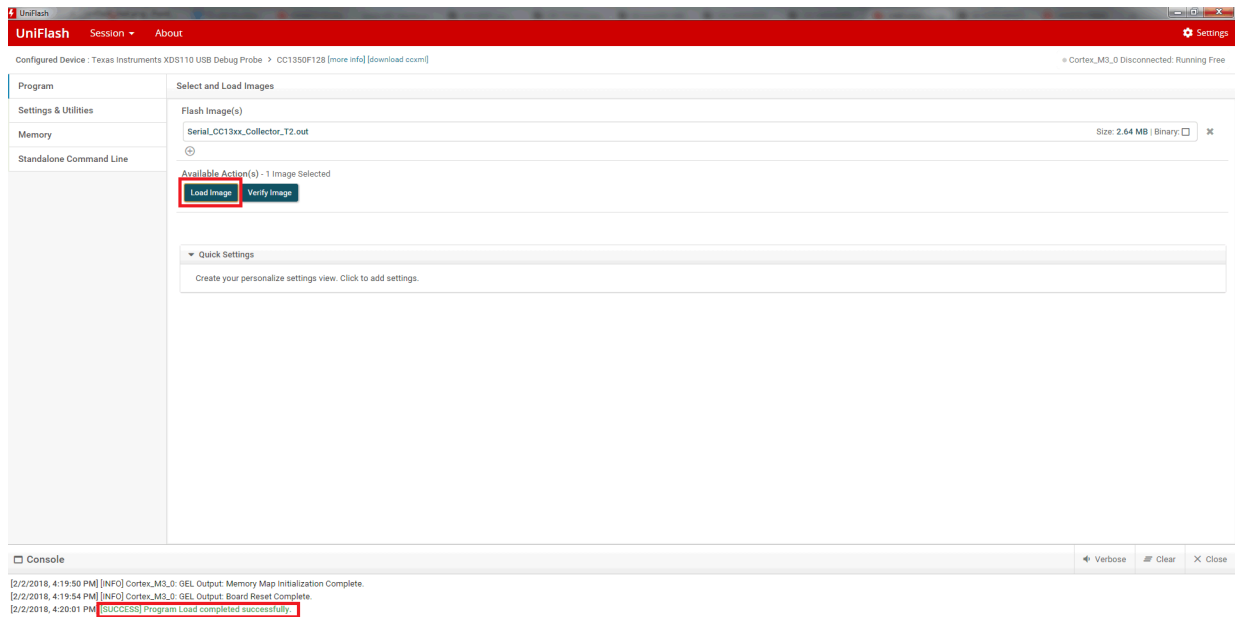 UniFlash
UniFlash Session About Settings
Configured Device : Texas Instruments XDS110 USB Debug Probe > CC1350F128 [more info] [download ccxml] Cortex_M3_0 Disconnected: Running Free
Program
Settings & Utilities
Memory
Standalone Command Line
Select and Load Images
Flash Image(s)
Serial_CC13xx_Collector_T2.out Size: 2.64 MB | Binary:
Available Action(s) - 1 Image Selected
Load Image Verify Image
Quick Settings
Create your personalize settings view. Click to add settings.
Console Verbose Clear Close
[2/2/2018, 4:19:50 PM] [INFO] Cortex_M3_0: GEL Output: Memory Map Initialization Complete.
[2/2/2018, 4:19:54 PM] [INFO] Cortex_M3_0: GEL Output: Board Reset Complete.
[2/2/2018, 4:20:01 PM] [SUCCESS] Program Load completed successfully.